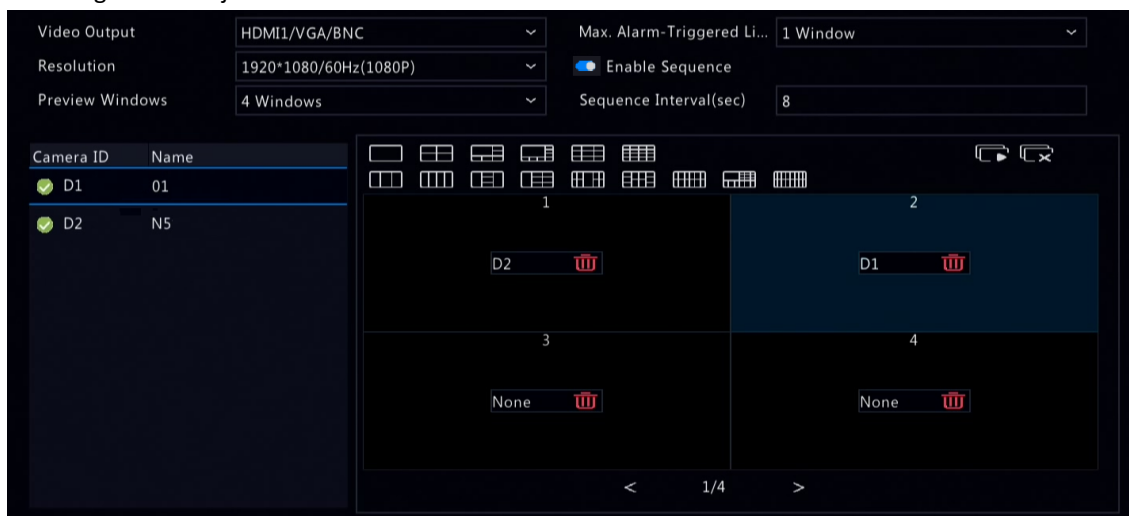 Video Output HDMI1/VGA/BNC Max. Alarm-Triggered Li... 1 Window
Resolution 1920*1080/60Hz(1080P) Enable Sequence
Preview Windows 4 Windows Sequence Interval(sec) 8
Camera ID Name
D1 01
D2 N5
1 2
D2 D1
3 4
None None
< 1/4 >